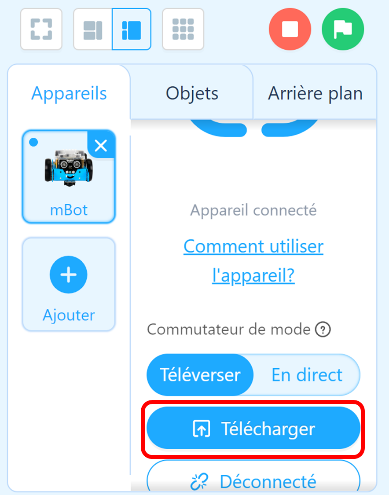 Appareils
Objets
Arrière plan
mBot
Ajouter
Appareil connecté
Comment utiliser
l'appareil?
Commutateur de mode ?
Téléverser
En direct
Télécharger
Déconnecté